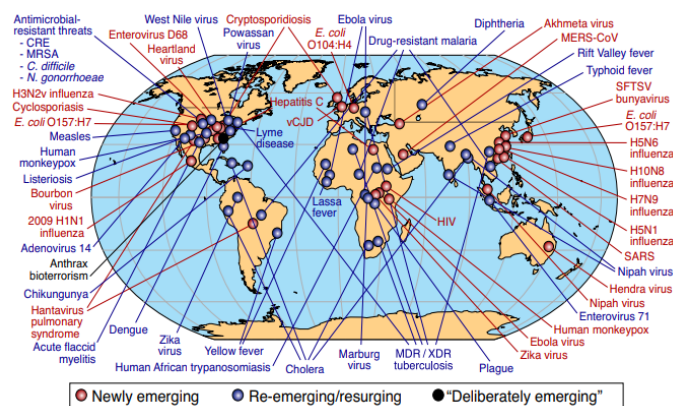 Antimicrobial-
resistant threats
- CRE
- MRSA
- C. difficile
- N. gonorrhoeae
West Nile virus
Enterovirus D68
Heartland
virus
Cryptosporidiosis
Powassan
virus
E. coli
O104:H4
Ebola virus
Drug-resistant malaria
Diphtheria
Akhmeta virus
MERS-CoV
Rift Valley fever
Typhoid fever
SFTSV
bunyavirus
E. coli
O157:H7
H5N6
influenza
H10N8
influenza
H7N9
influenza
H5N1
influenza
SARS
Nipah virus
Hendra virus
Nipah virus
Enterovirus 71
Human monkeypox
Ebola virus
Zika virus
H3N2v influenza
Cyclosporiasis
E. coli O157:H7
Measles
Human
monkeypox
Listeriosis
Bourbon
virus
2009 H1N1
influenza
Adenovirus 14
Anthrax
bioterrorism
Chikungunya
Hantavirus
pulmonary
syndrome
Acute flaccid
myelitis
Lyme
disease
Hepatitis C
vCJD
Lassa
fever
HIV
Dengue
Zika
virus
Yellow fever
Human African trypanosomiasis
Cholera
Marburg
virus
MDR / XDR
tuberculosis
Plague
Newly emerging
Re-emerging/resurging
"Deliberately emerging"